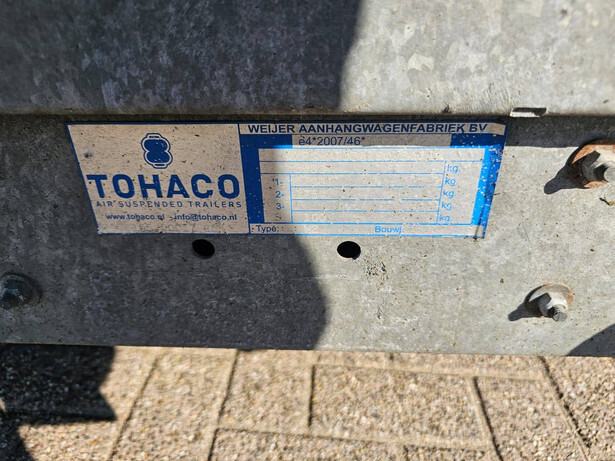 TOHACO
AIR SUSPENDED TRAILERS
www.tohaco.nl - info@tohaco.nl
WEIJER AANHANGWAGENFABRIEK BV
e4*2007/46*
kg.
1- kg
2- kg
3- kg
kg.
Type: Bouwj.